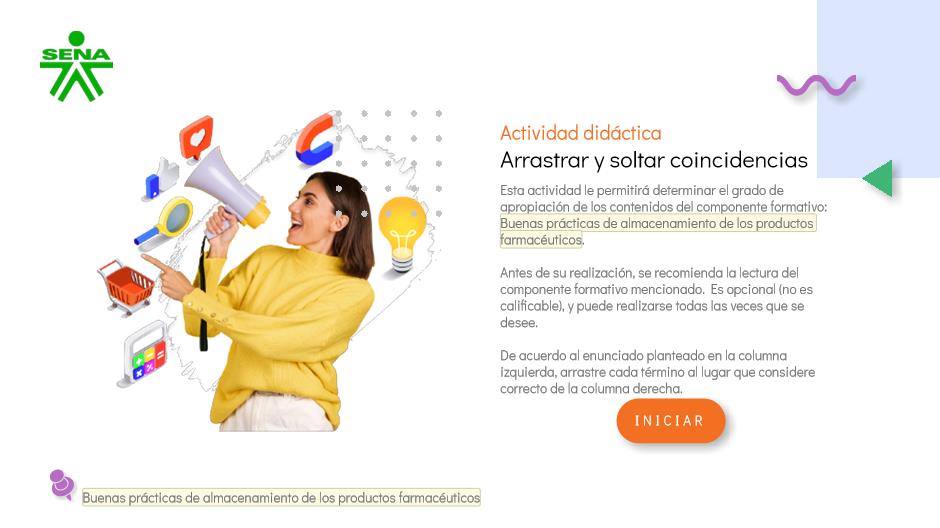 SENA
Actividad didáctica
Arrastrar y soltar coincidencias
Esta actividad le permitirá determinar el grado de
apropiación de los contenidos del componente formativo:
Buenas prácticas de almacenamiento de los productos
farmacéuticos.
Antes de su realización, se recomienda la lectura del
componente formativo mencionado. Es opcional (no es
calificable), y puede realizarse todas las veces que se
desee.
De acuerdo al enunciado planteado en la columna
izquierda, arrastre cada término al lugar que considere
correcto de la columna derecha.
INICIAR
Buenas prácticas de almacenamiento de los productos farmacéuticos